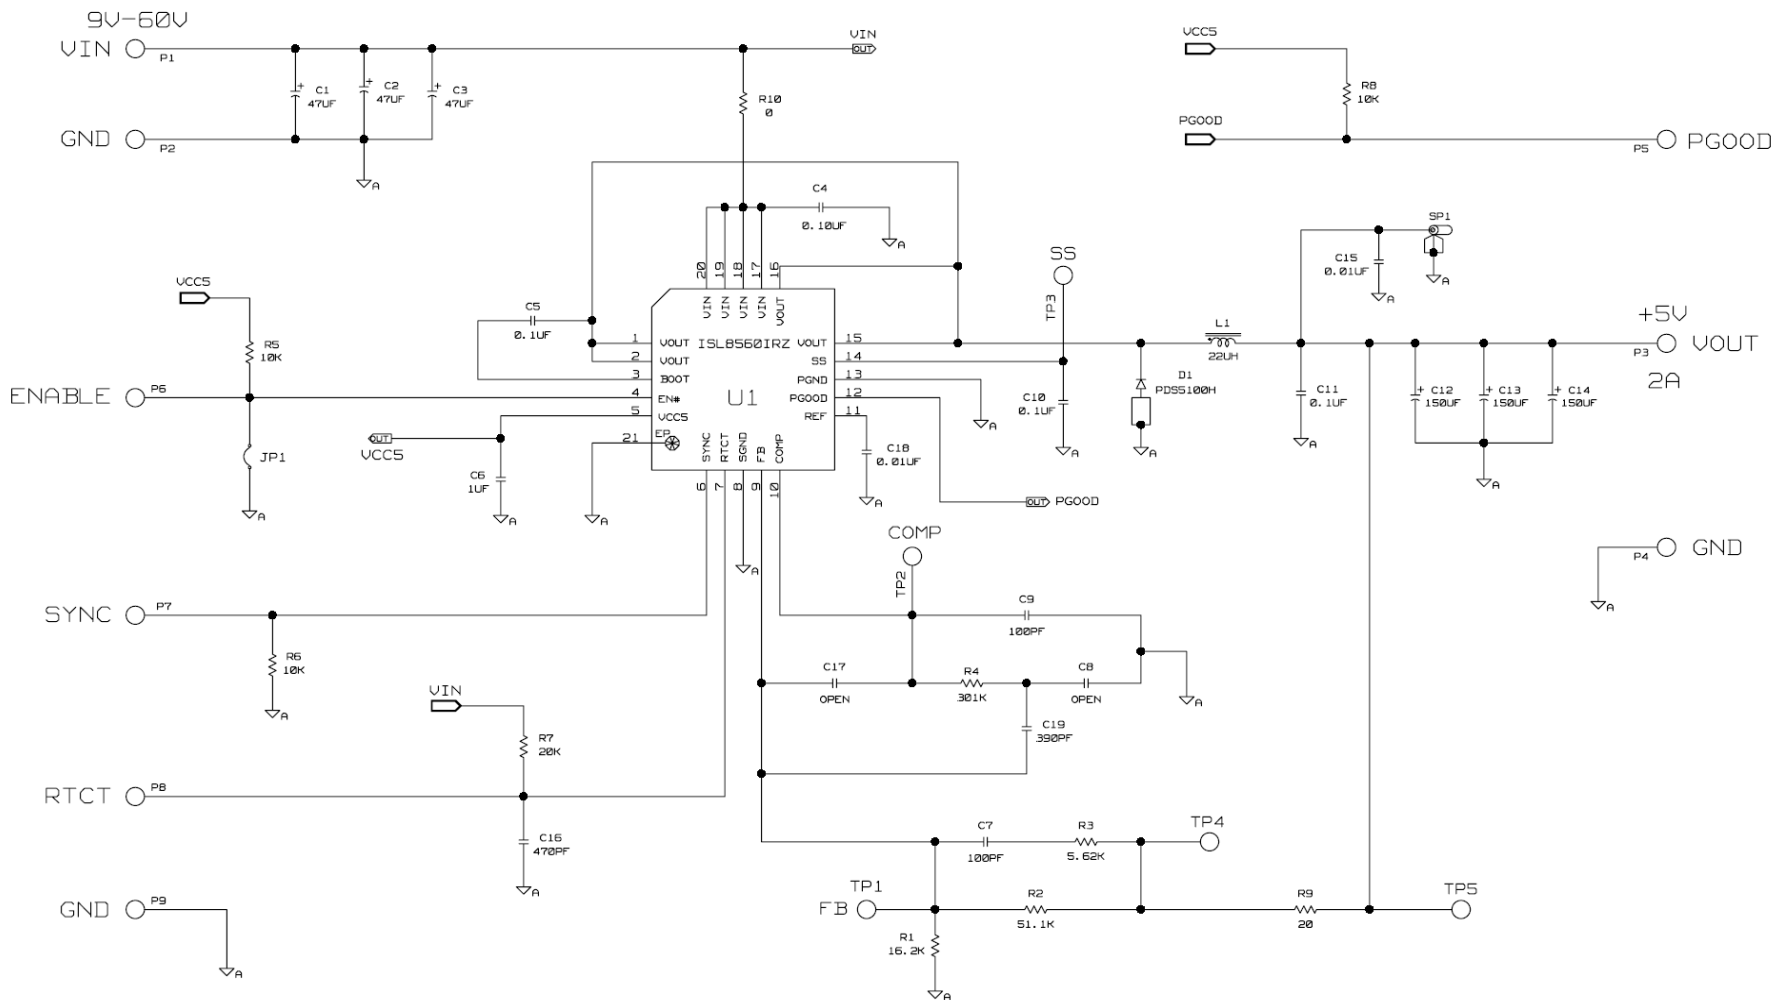 9V-60V
VIN P1
C1 47UF
C2 47UF
C3 47UF
GND P2
A
R10 0
VIN OUT
VCC5
R8 10K
PGOOD
P5 PGOOD
C4 0.10UF
A
20 19 18 17 16
VIN VIN VIN VIN VOUT
VCC5
R5 10K
C5 0.1UF
ENABLE P6
JP1
A
OUT VCC5
C6 1UF
A
A
ISL8560IRZ
U1
1 VOUT
2 VOUT
3 BOOT
4 EN#
5 VCC5
21 EP
15 VOUT
14 SS
13 PGND
12 PGOOD
11 REF
SYNC RTCT SGND FB COMP
6 7 8 9 10
A
SS
TP3
C10 0.1UF
A
A
C18 0.01UF
A
OUT PGOOD
D1 PDS5100H
A
L1 22UH
C15 0.01UF
A
SP1
A
C11 0.1UF
A
C12 150UF
C13 150UF
C14 150UF
A
+5V
P3 VOUT
2A
P4 GND
A
SYNC P7
R6 10K
A
COMP
TP2
C9 100PF
C17 OPEN
R4 301K
C8 OPEN
A
C19 390PF
VIN
R7 20K
RTCT P8
C16 470PF
A
GND P9
A
C7 100PF
R3 5.62K
TP4
TP1
FB
R2 51.1K
R9 20
TP5
R1 16.2K
A